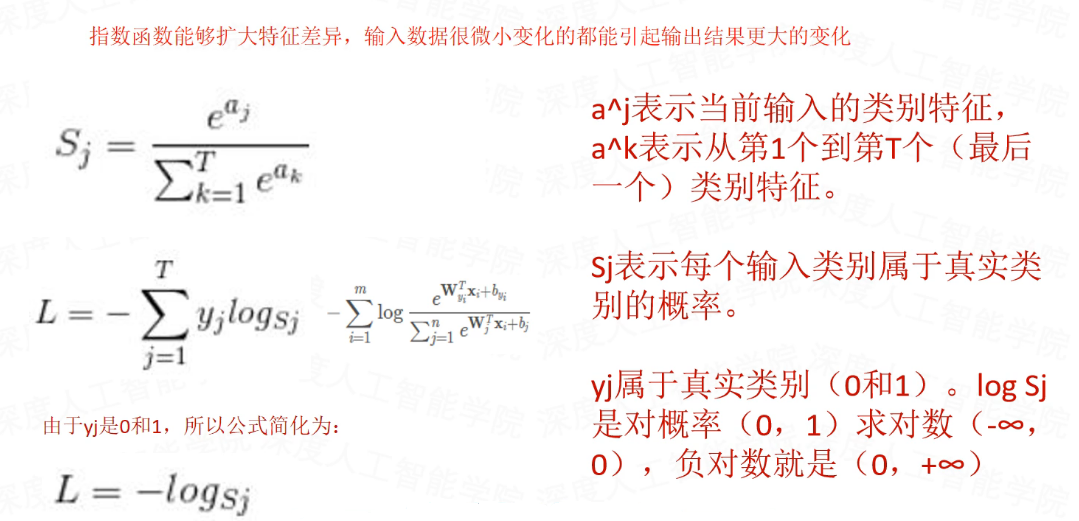 指数函数能够扩大特征差异，输入数据很微小变化的都能引起输出结果更大的变化
S_j = \frac{e^{a_j}}{\sum_{k=1}^{T} e^{a_k}}
a^j表示当前输入的类别特征，
a^k表示从第1个到第T个（最后
一个）类别特征。
L = -\sum_{j=1}^{T} y_j log s_j
-\sum_{i=1}^{m} \log \frac{e^{W_{y_i}^{T} x_i + b_{y_i}}}{\sum_{j=1}^{n} e^{W_j^{T} x_i + b_j}}
Sj表示每个输入类别属于真实类
别的概率。
由于yj是0和1，所以公式简化为：
L = -log s_j
yj属于真实类别（0和1）。log Sj
是对概率（0，1）求对数（-∞，
0），负对数就是（0，+∞）
深度人工智能学院